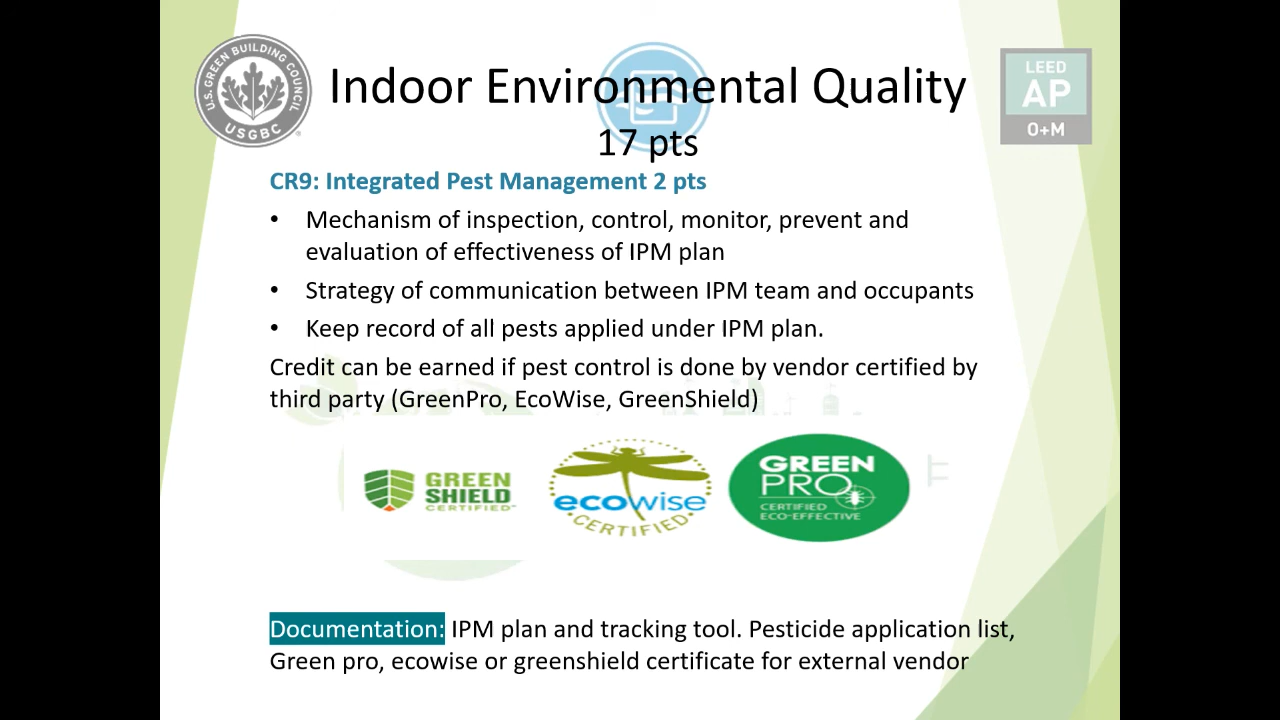 U.S. GREEN BUILDING COUNCIL
USGBC
Indoor Environmental Quality
17 pts
LEED
AP
O+M
CR9: Integrated Pest Management 2 pts
• Mechanism of inspection, control, monitor, prevent and
evaluation of effectiveness of IPM plan
• Strategy of communication between IPM team and occupants
• Keep record of all pests applied under IPM plan.
Credit can be earned if pest control is done by vendor certified by
third party (GreenPro, EcoWise, GreenShield)
GREEN
SHIELD
CERTIFIED
ecowise
CERTIFIED
GREEN
PRO
CERTIFIED
ECO-EFFECTIVE
Documentation: IPM plan and tracking tool. Pesticide application list,
Green pro, ecowise or greenshield certificate for external vendor